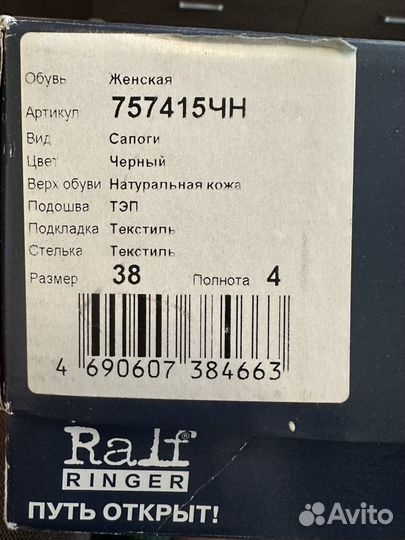 Обувь Женская
Артикул 757415ЧН
Вид Сапоги
Цвет Черный
Верх обуви Натуральная кожа
Подошва ТЭП
Подкладка Текстиль
Стелька Текстиль
Размер 38 Полнота 4
4 690607 384663
Ralf®
RINGER
ПУТЬ ОТКРЫТ!
Avito